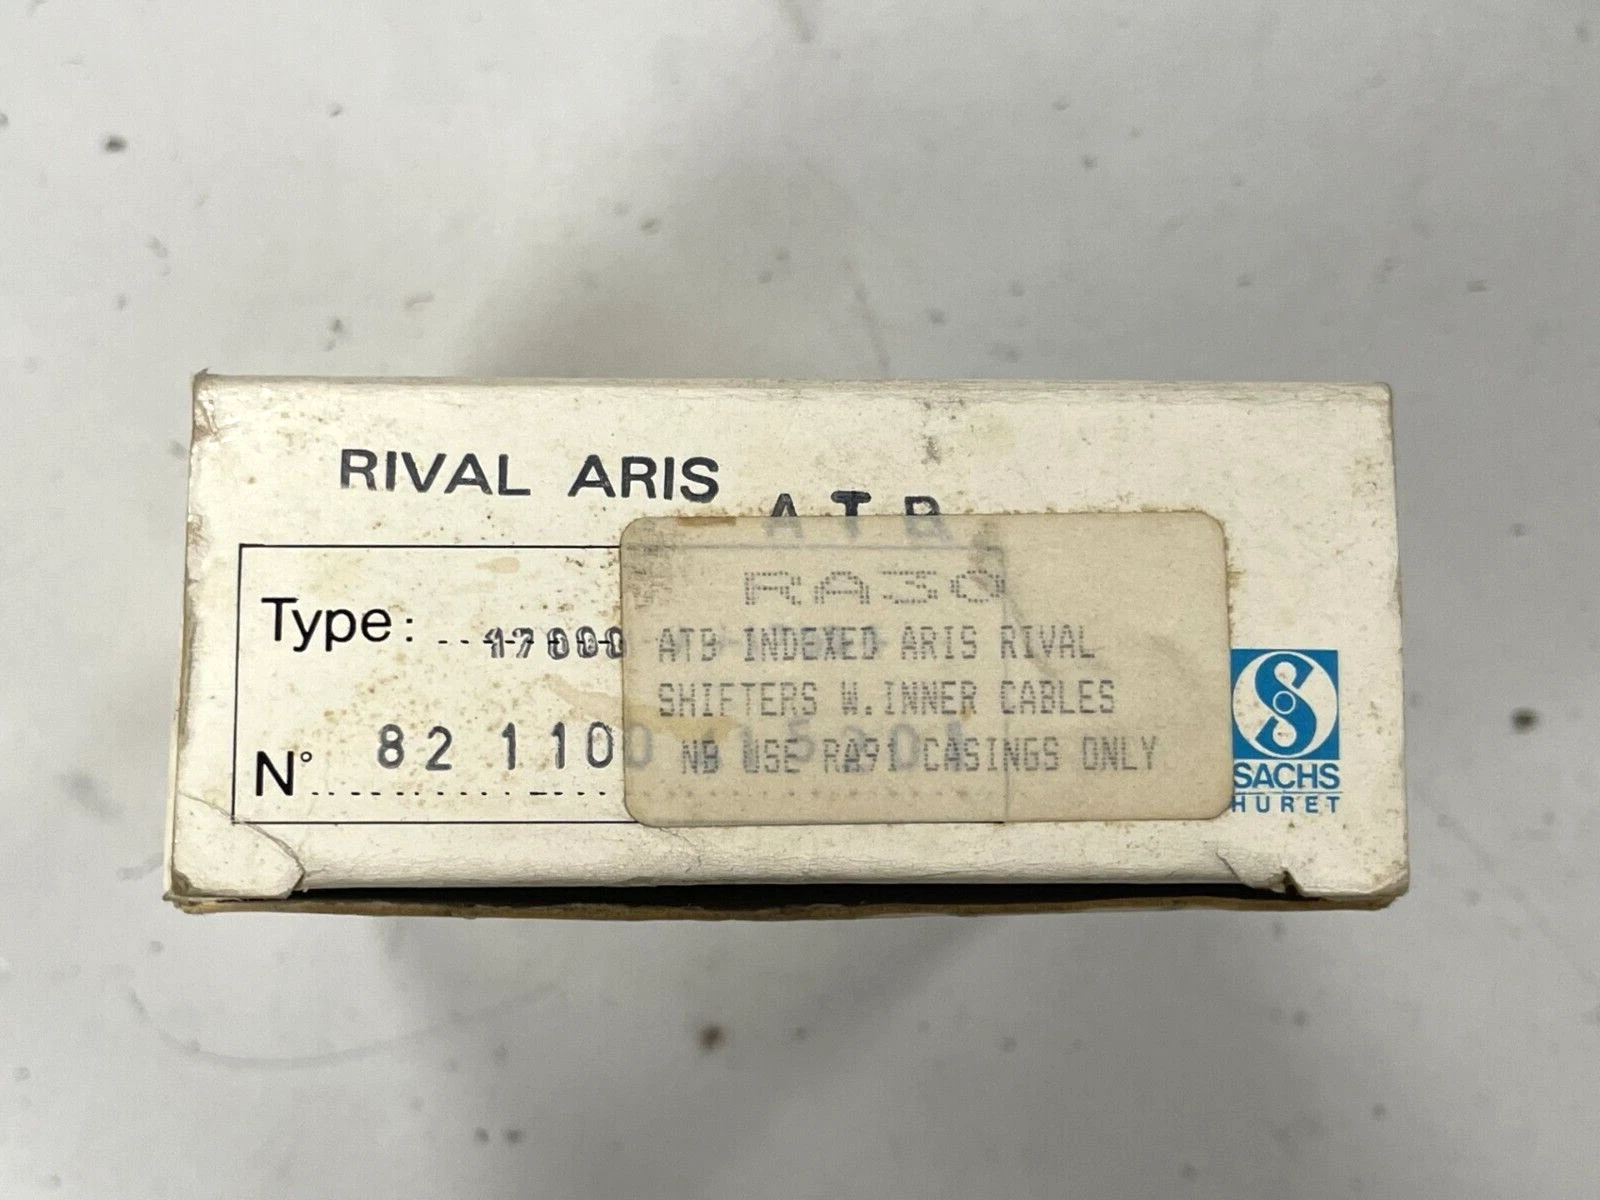 RIVAL ARIS
ATB
Type: 17000
N° 82 1100
RA30
ATB INDEXED ARIS RIVAL
SHIFTERS W.INNER CABLES
NB USE RA91 CASINGS ONLY
SACHS
HURET